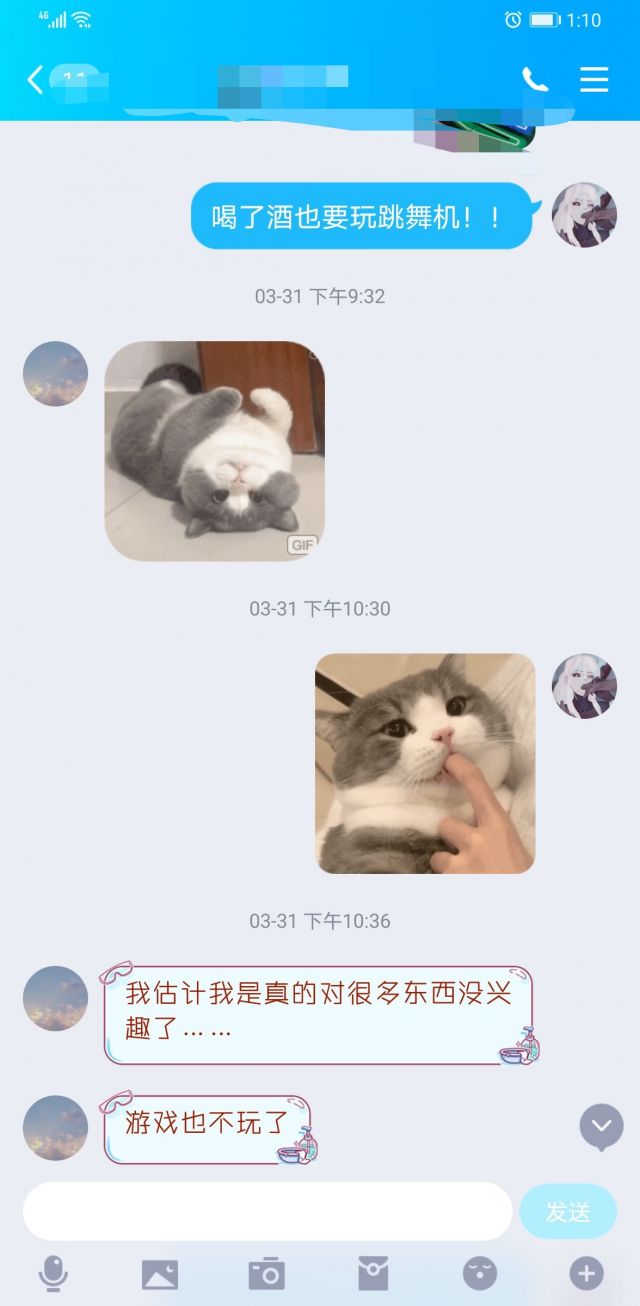 4G 1:10
喝了酒也要玩跳舞机！！
03-31 下午9:32
GIF
03-31 下午10:30
03-31 下午10:36
我估计我是真的对很多东西没兴
趣了……
游戏也不玩了
发送